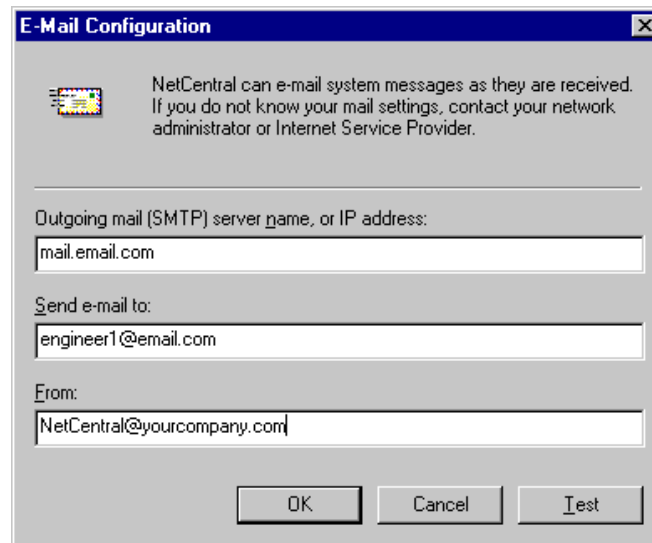 E-Mail Configuration
NetCentral can e-mail system messages as they are received.
If you do not know your mail settings, contact your network
administrator or Internet Service Provider.
Outgoing mail (SMTP) server name, or IP address:
mail.email.com
Send e-mail to:
engineer1@email.com
From:
NetCentral@yourcompany.com
OK Cancel Test